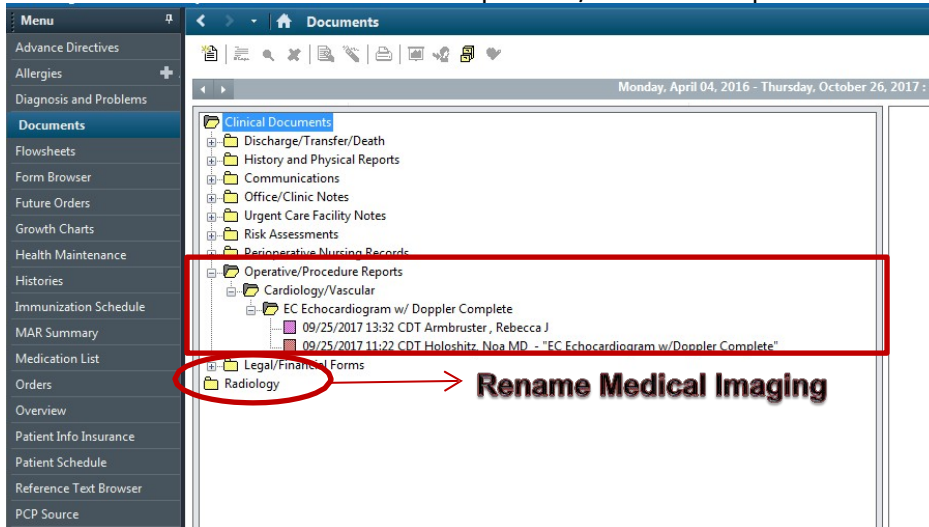 Menu
Documents
Advance Directives
Allergies
Diagnosis and Problems
Documents
Flowsheets
Form Browser
Future Orders
Growth Charts
Health Maintenance
Histories
Immunization Schedule
MAR Summary
Medication List
Orders
Overview
Patient Info Insurance
Patient Schedule
Reference Text Browser
PCP Source
Monday, April 04, 2016 - Thursday, October 26, 2017 :
Clinical Documents
Discharge/Transfer/Death
History and Physical Reports
Communications
Office/Clinic Notes
Urgent Care Facility Notes
Risk Assessments
Perioperative Nursing Records
Operative/Procedure Reports
Cardiology/Vascular
EC Echocardiogram w/ Doppler Complete
09/25/2017 13:32 CDT Armbruster , Rebecca J
09/25/2017 11:22 CDT Holoshitz, Noa MD - "EC Echocardiogram w/Doppler Complete"
Legal/Financial Forms
Radiology
Rename Medical Imaging